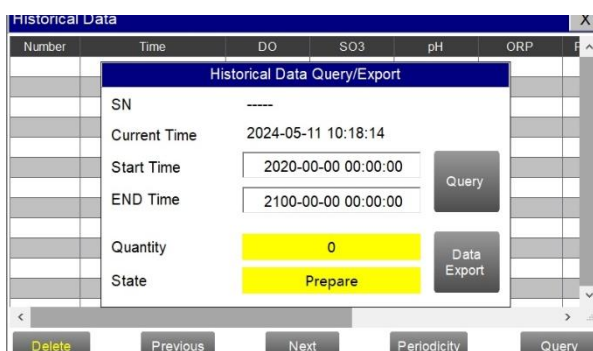 Historical Data X
Number Time DO SO3 pH ORP
Historical Data Query/Export
SN -----
Current Time 2024-05-11 10:18:14
Start Time 2020-00-00 00:00:00
Query
END Time 2100-00-00 00:00:00
Quantity 0
Data
Export
State Prepare
Delete Previous Next Periodicity Query